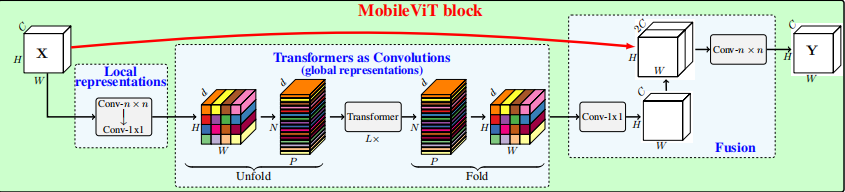 MobileViT block
C
X
H
W
Local
representations
Conv-n × n
Conv-1x1
Transformers as Convolutions
(global representations)
d
H
W
d
N
P
Unfold
Transformer
L×
d
N
P
d
H
W
Fold
Conv-1x1
C
H
W
2C
H
W
Conv-n × n
C
H
Y
W
Fusion